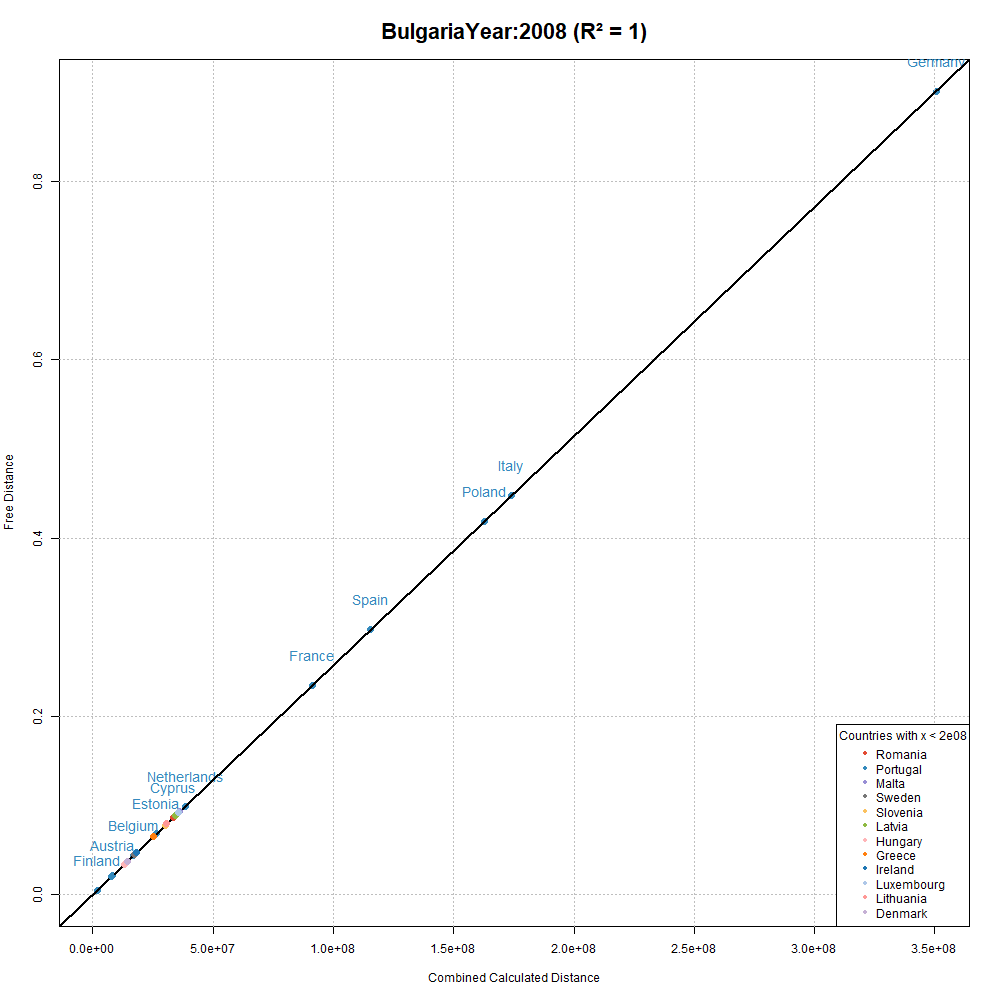 BulgariaYear:2008 (R² = 1)
Germany
Italy
Poland
Spain
France
Netherlands
Cyprus
Estonia
Belgium
Austria
Finland
Free Distance
0.8
0.6
0.4
0.2
0.0
Countries with x < 2e08
Romania
Portugal
Malta
Sweden
Slovenia
Latvia
Hungary
Greece
Ireland
Luxembourg
Lithuania
Denmark
0.0e+00 5.0e+07 1.0e+08 1.5e+08 2.0e+08 2.5e+08 3.0e+08 3.5e+08
Combined Calculated Distance